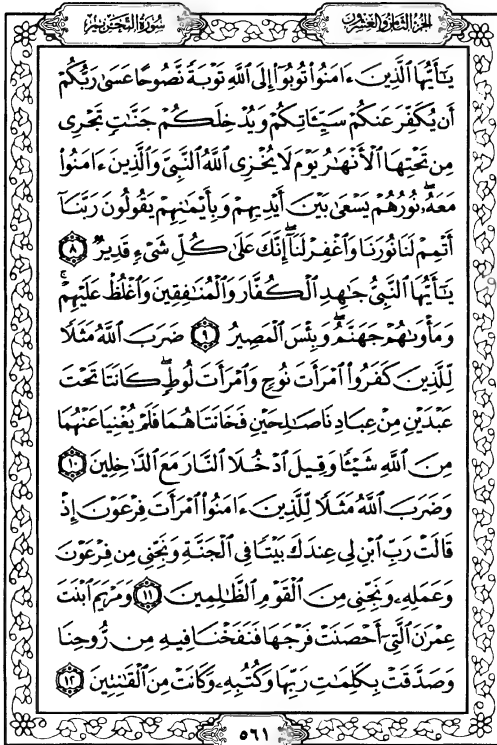 الجزء الثامن والعشرون سورة التحريم
يَٰٓأَيُّهَا ٱلَّذِينَ ءَامَنُوا۟ تُوبُوٓا۟ إِلَى ٱللَّهِ تَوْبَةً نَّصُوحًا عَسَىٰ رَبُّكُمْ
أَن يُكَفِّرَ عَنكُمْ سَيِّـَٔاتِكُمْ وَيُدْخِلَكُمْ جَنَّٰتٍ تَجْرِى
مِن تَحْتِهَا ٱلْأَنْهَٰرُ يَوْمَ لَا يُخْزِى ٱللَّهُ ٱلنَّبِىَّ وَٱلَّذِينَ ءَامَنُوا۟
مَعَهُۥ ۖ نُورُهُمْ يَسْعَىٰ بَيْنَ أَيْدِيهِمْ وَبِأَيْمَٰنِهِمْ يَقُولُونَ رَبَّنَآ
أَتْمِمْ لَنَا نُورَنَا وَٱغْفِرْ لَنَآ ۖ إِنَّكَ عَلَىٰ كُلِّ شَىْءٍ قَدِيرٌ ٨
يَٰٓأَيُّهَا ٱلنَّبِىُّ جَٰهِدِ ٱلْكُفَّارَ وَٱلْمُنَٰفِقِينَ وَٱغْلُظْ عَلَيْهِمْ ۚ
وَمَأْوَىٰهُمْ جَهَنَّمُ ۖ وَبِئْسَ ٱلْمَصِيرُ ٩ ضَرَبَ ٱللَّهُ مَثَلًا
لِّلَّذِينَ كَفَرُوا۟ ٱمْرَأَتَ نُوحٍ وَٱمْرَأَتَ لُوطٍ ۖ كَانَتَا تَحْتَ
عَبْدَيْنِ مِنْ عِبَادِنَا صَٰلِحَيْنِ فَخَانَتَاهُمَا فَلَمْ يُغْنِيَا عَنْهُمَا
مِنَ ٱللَّهِ شَيْـًٔا وَقِيلَ ٱدْخُلَا ٱلنَّارَ مَعَ ٱلدَّٰخِلِينَ ١٠
وَضَرَبَ ٱللَّهُ مَثَلًا لِّلَّذِينَ ءَامَنُوا۟ ٱمْرَأَتَ فِرْعَوْنَ إِذْ
قَالَتْ رَبِّ ٱبْنِ لِى عِندَكَ بَيْتًا فِى ٱلْجَنَّةِ وَنَجِّنِى مِن فِرْعَوْنَ
وَعَمَلِهِۦ وَنَجِّنِى مِنَ ٱلْقَوْمِ ٱلظَّٰلِمِينَ ١١ وَمَرْيَمَ ٱبْنَتَ
عِمْرَٰنَ ٱلَّتِىٓ أَحْصَنَتْ فَرْجَهَا فَنَفَخْنَا فِيهِ مِن رُّوحِنَا
وَصَدَّقَتْ بِكَلِمَٰتِ رَبِّهَا وَكُتُبِهِۦ وَكَانَتْ مِنَ ٱلْقَٰنِتِينَ ١٢
٥٦١